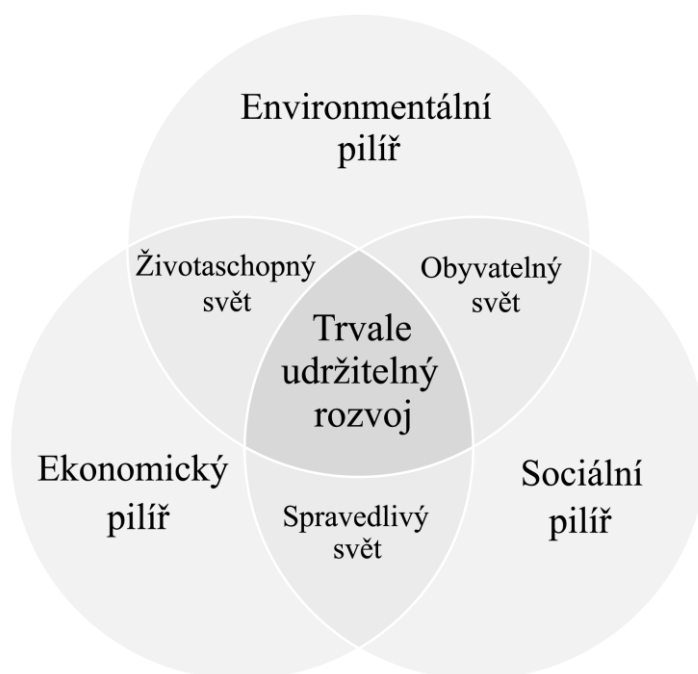 Environmentální
pilíř
Životaschopný
svět
Obyvatelný
svět
Trvale
udržitelný
rozvoj
Ekonomický
pilíř
Sociální
pilíř
Spravedlivý
svět